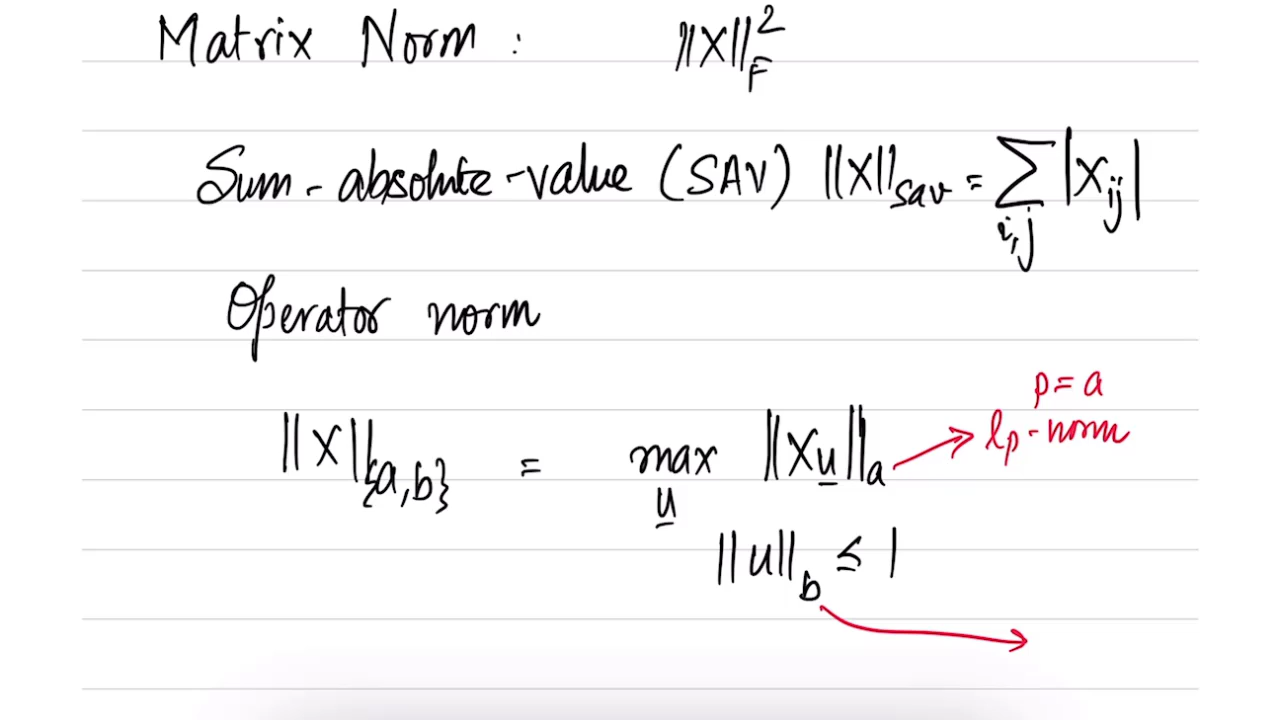 Matrix Norm : ||X||_F^2
Sum-absolute-value (SAV) ||X||_sav = ∑_{i,j} |X_ij|
Operator norm
p = a
l_p-norm
||X||_{a,b} = max_u ||Xu||_a
||u||_b ≤ 1